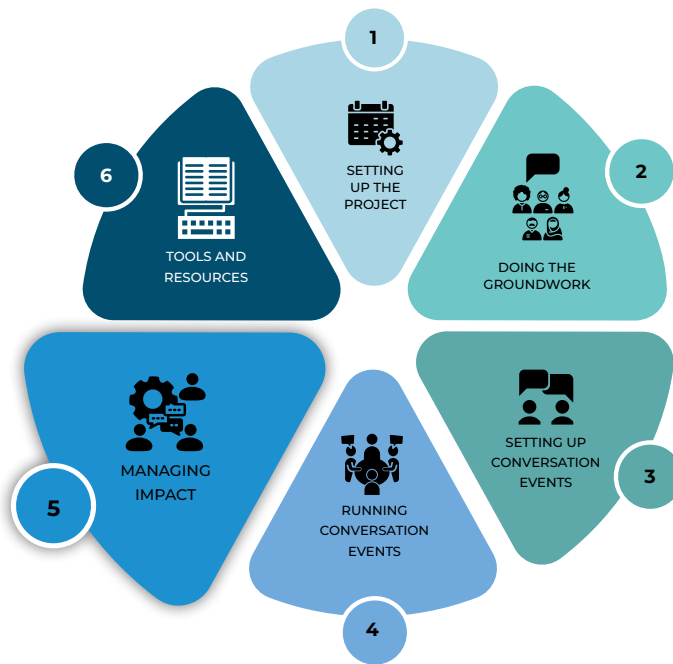 1
SETTING
UP THE
PROJECT
2
DOING THE
GROUNDWORK
3
SETTING UP
CONVERSATION
EVENTS
4
RUNNING
CONVERSATION
EVENTS
5
MANAGING
IMPACT
6
TOOLS AND
RESOURCES